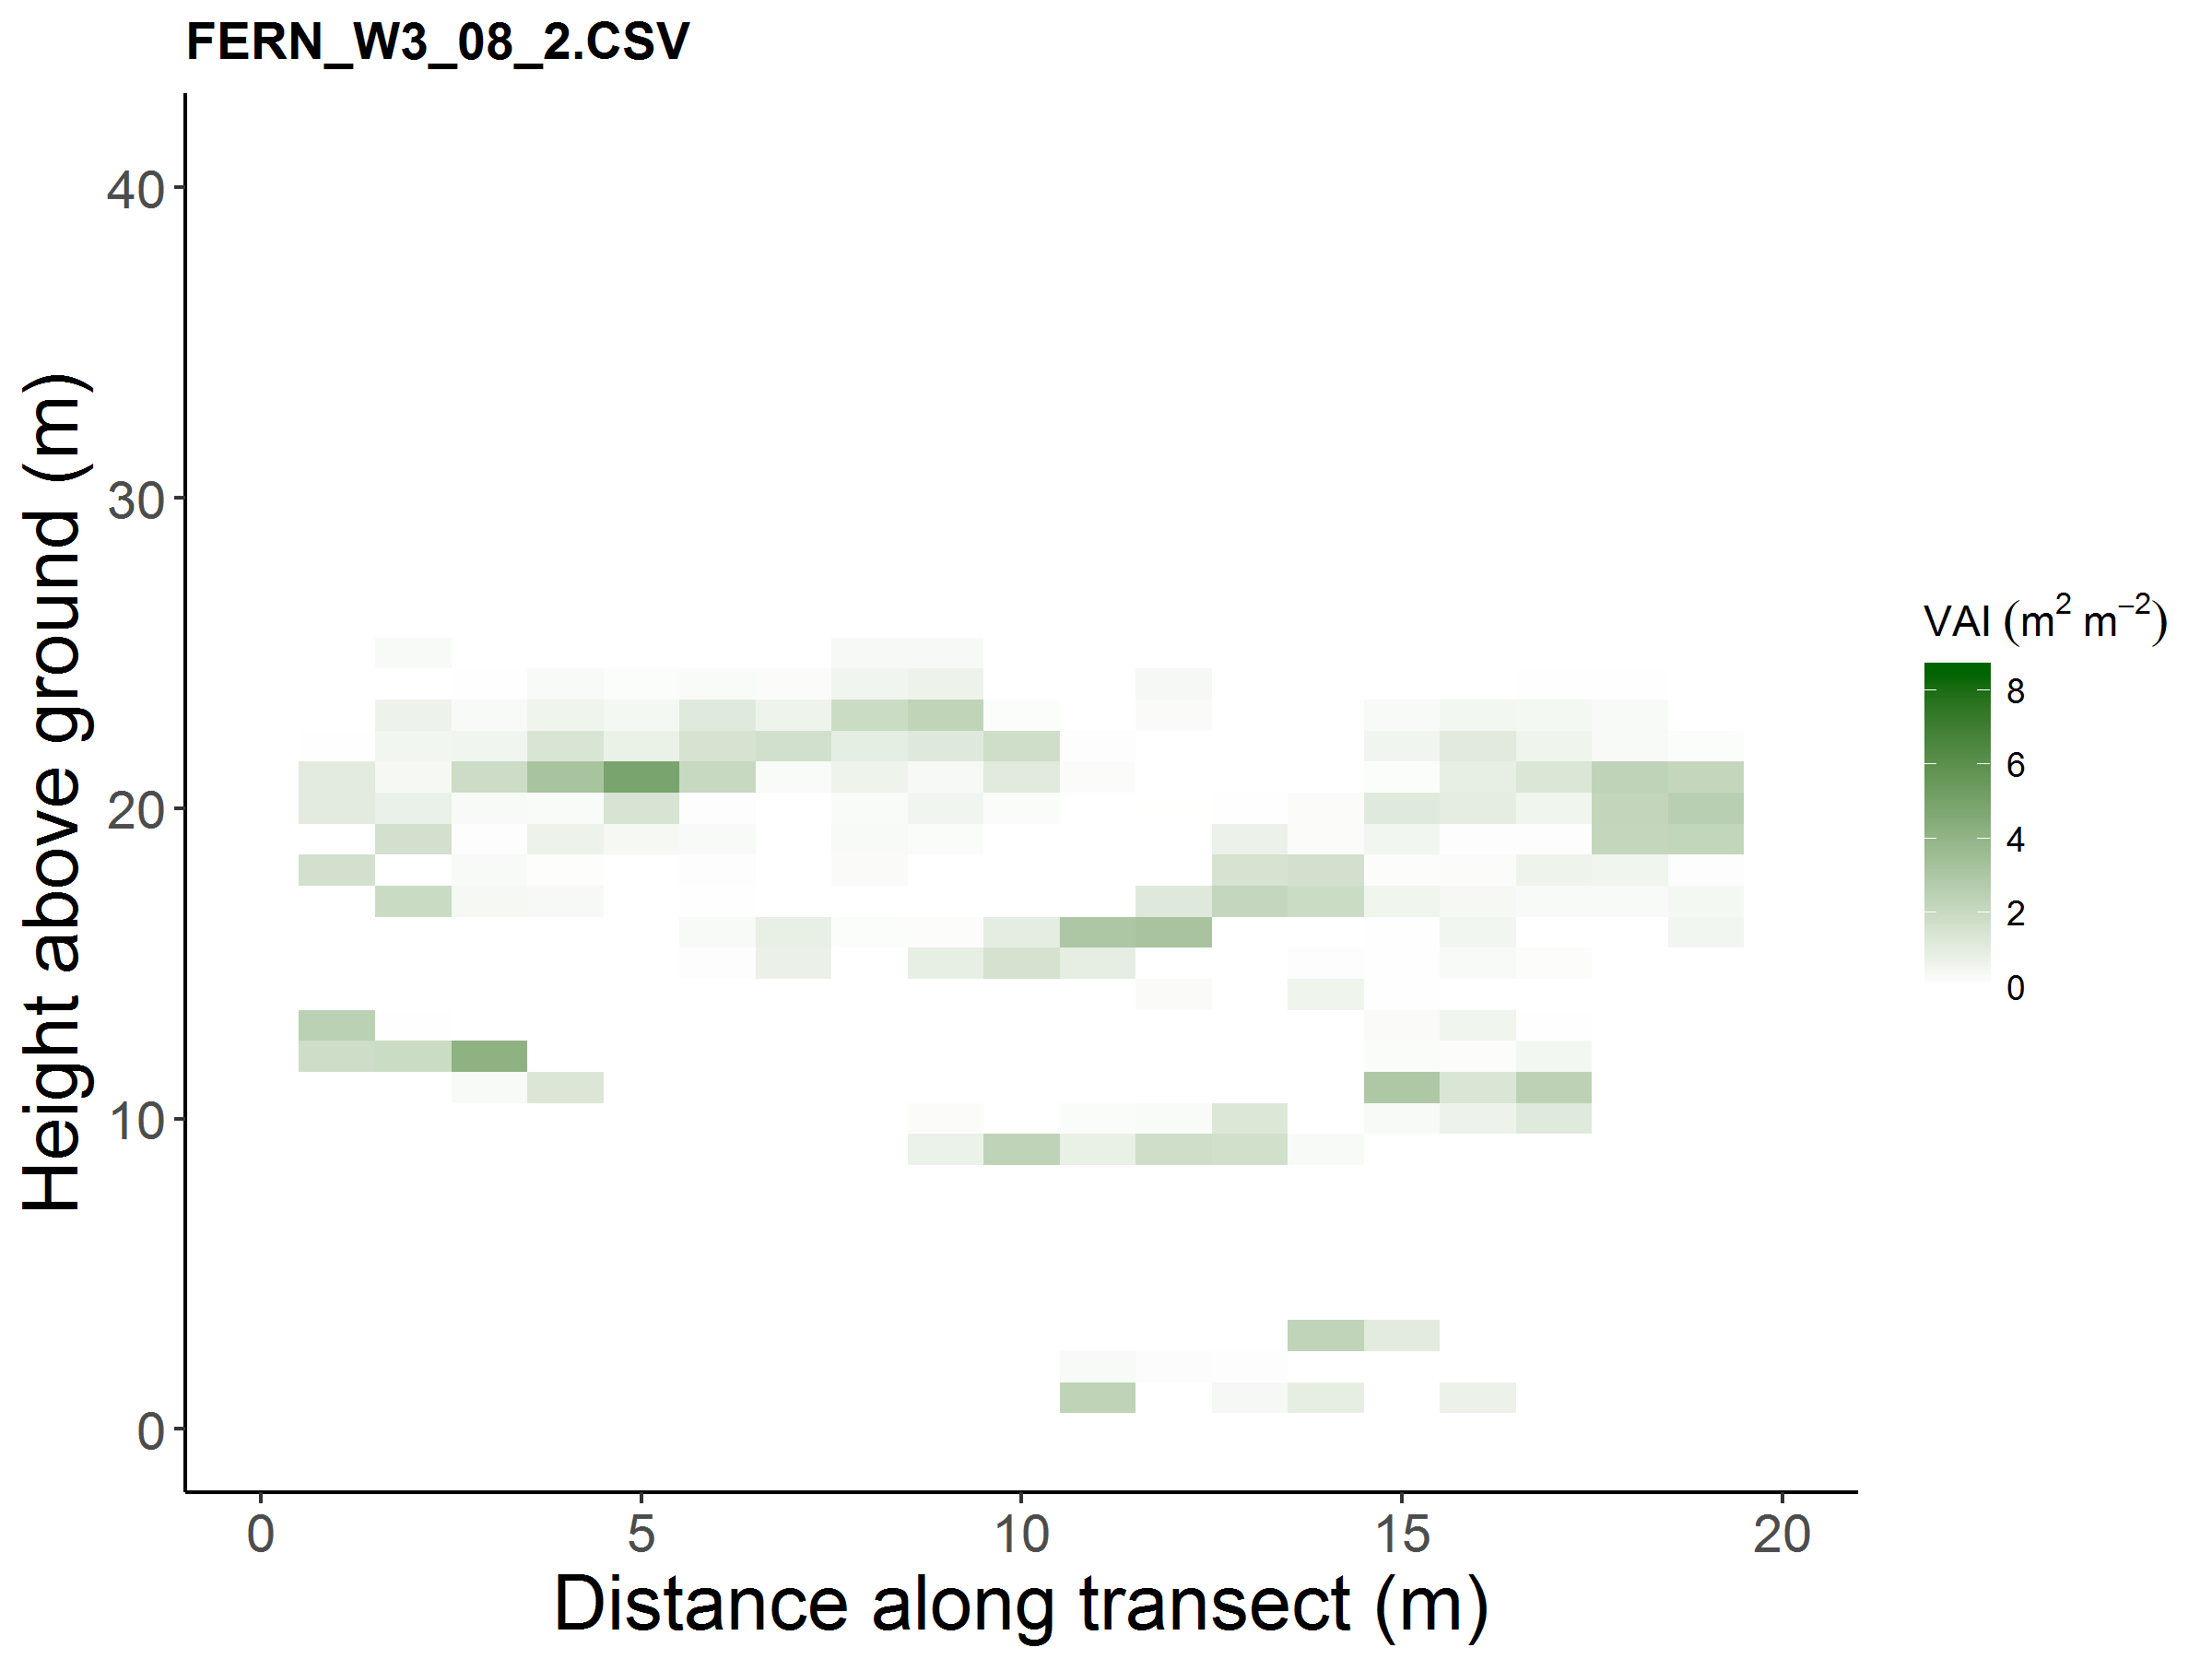 FERN_W3_08_2.CSV
Height above ground (m)
40
30
20
10
0
0 5 10 15 20
Distance along transect (m)
VAI (m² m⁻²)
8
6
4
2
0